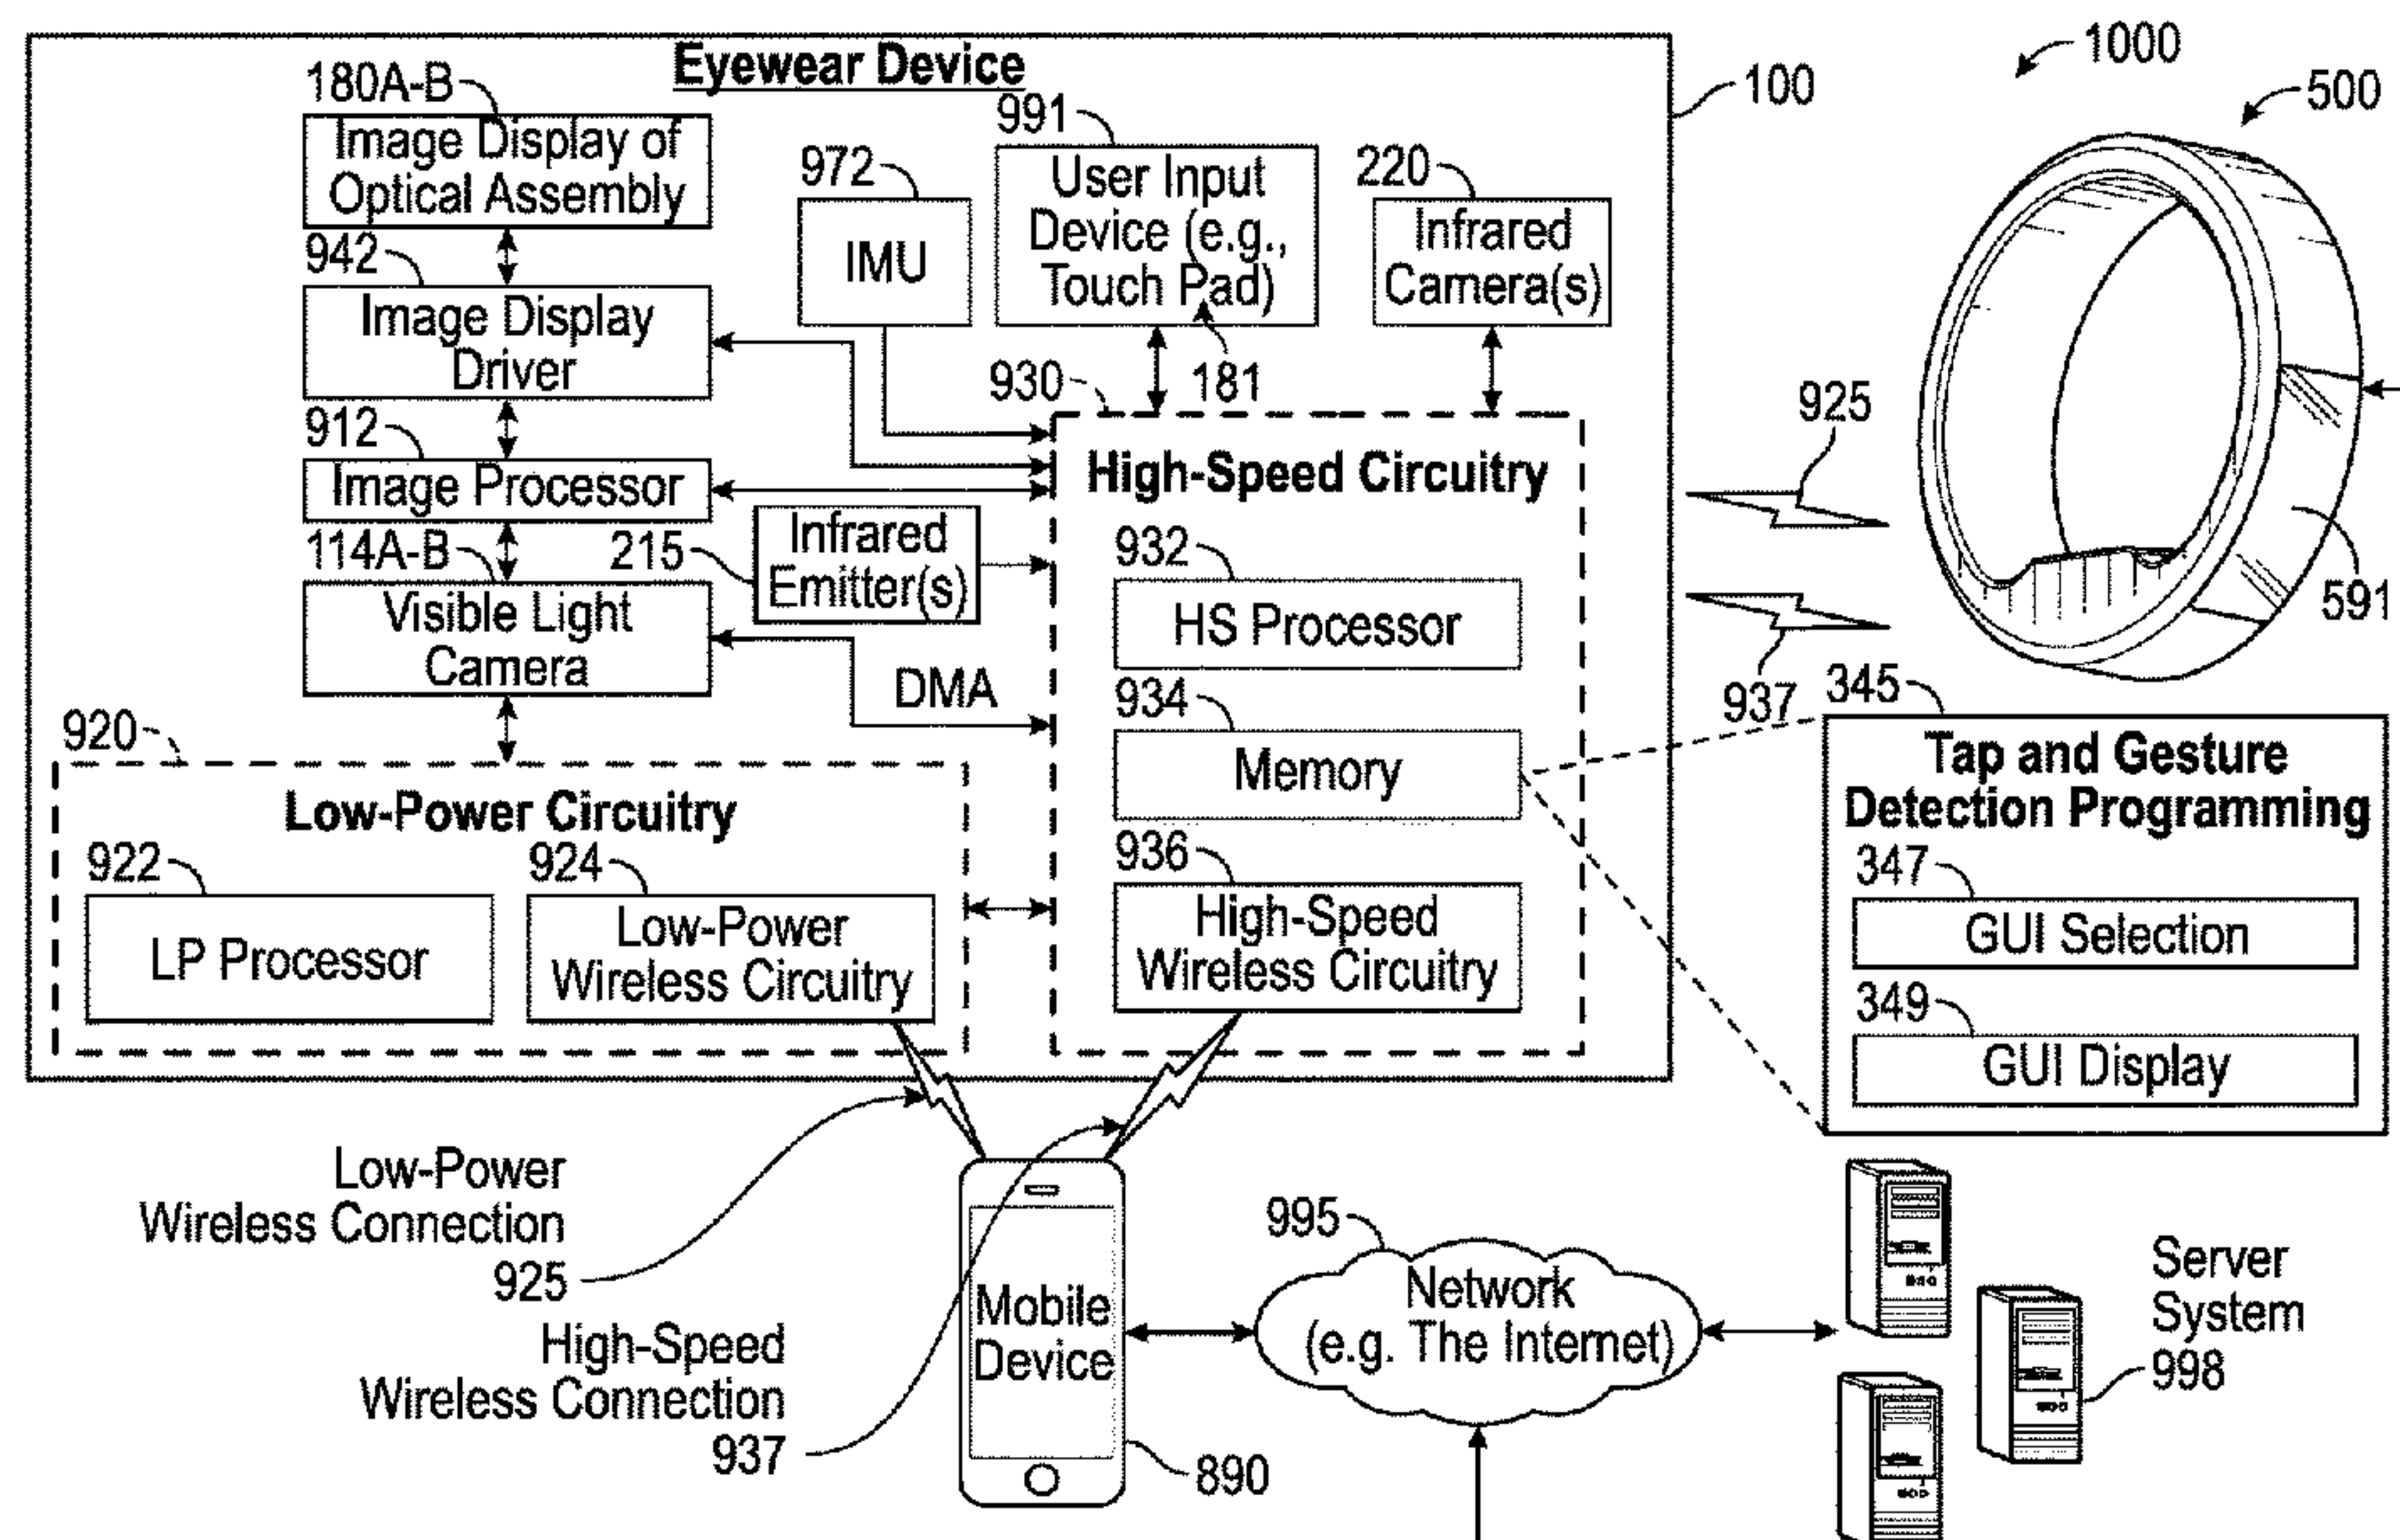 Eyewear Device
1000
180A-B
991
100
500
Image Display of
Optical Assembly
972
User Input
Device (e.g.,
Touch Pad)
220
IMU
Infrared
Camera(s)
942
Image Display
Driver
930
181
925
912
Image Processor
High-Speed Circuitry
114A-B
215
Infrared
Emitter(s)
932
HS Processor
591
Visible Light
Camera
DMA
934
Memory
937
345
Tap and Gesture
Detection Programming
920
Low-Power Circuitry
922
LP Processor
924
Low-Power
Wireless Circuitry
936
High-Speed
Wireless Circuitry
347
GUI Selection
349
GUI Display
Low-Power
Wireless Connection
925
High-Speed
Wireless Connection
937
Mobile
Device
890
995
Network
(e.g. The Internet)
Server
System
998